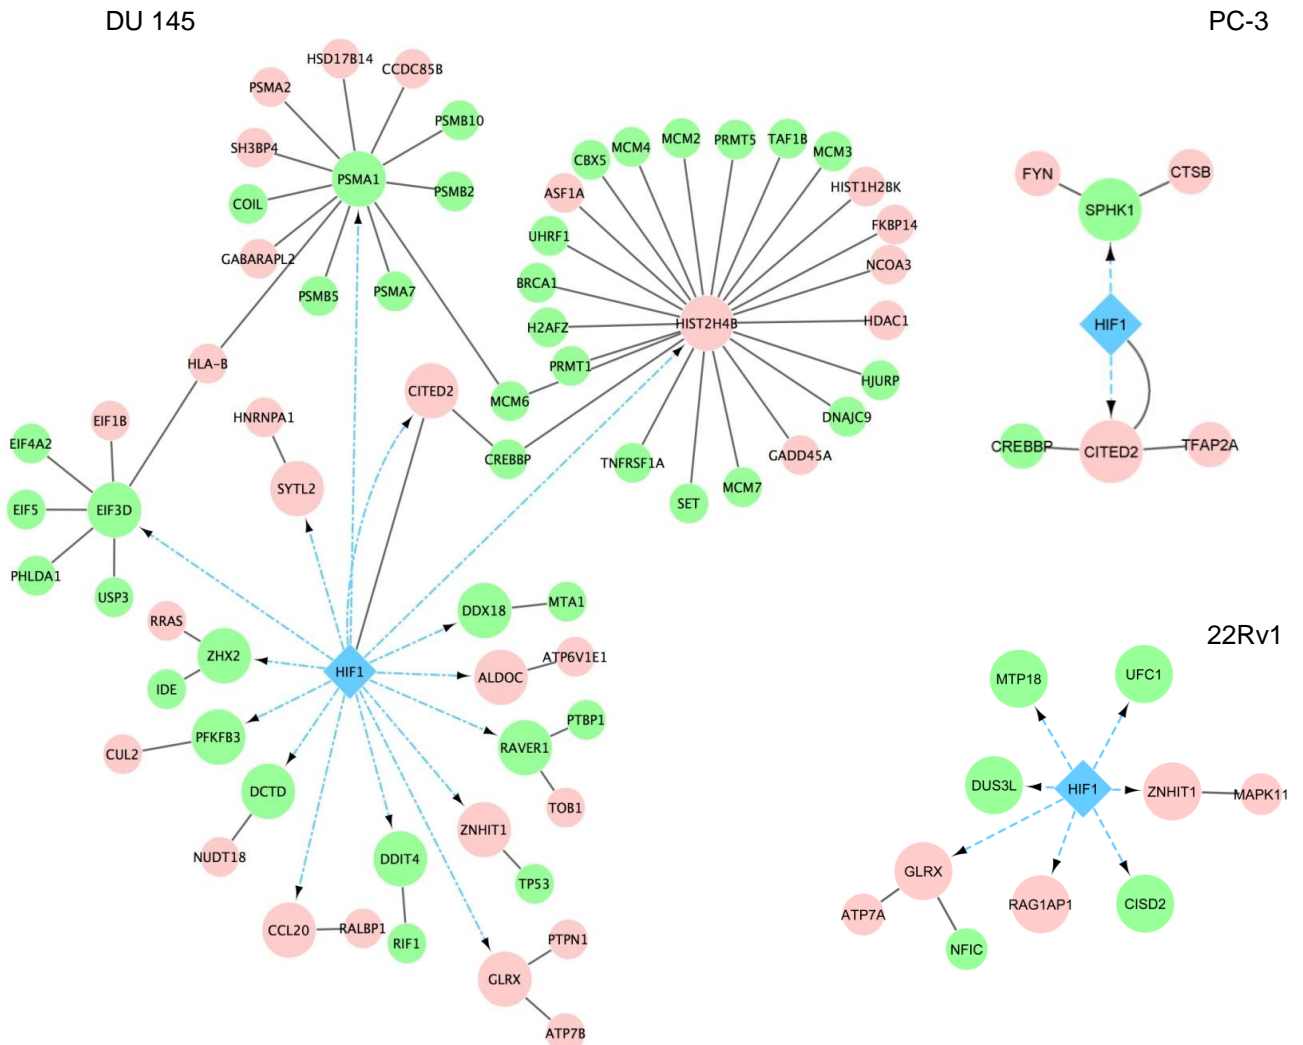 DU 145
PC-3
HSD17B14
CCDC85B
PSMA2
PSMB10
SH3BP4
PSMA1
PSMB2
COIL
GABARAPL2
PSMB5
PSMA7
HLA-B
CBX5
MCM4
MCM2
PRMT5
TAF1B
MCM3
ASF1A
HIST1H2BK
UHRF1
FKBP14
NCOA3
BRCA1
HIST2H4B
HDAC1
H2AFZ
PRMT1
HJURP
MCM6
DNAJC9
CREBBP
TNFRSF1A
GADD45A
SET
MCM7
CITED2
HNRNPA1
SYTL2
EIF1B
EIF4A2
EIF5
EIF3D
PHLDA1
USP3
RRAS
ZHX2
IDE
HIF1
DDX18
MTA1
ATP6V1E1
ALDOC
CUL2
PFKFB3
RAVER1
PTBP1
DCTD
TOB1
NUDT18
DDIT4
ZNHIT1
TP53
CCL20
RALBP1
RIF1
PTPN1
GLRX
ATP7B
FYN
CTSB
SPHK1
HIF1
CREBBP
CITED2
TFAP2A
22Rv1
MTP18
UFC1
DUS3L
HIF1
ZNHIT1
MAPK11
GLRX
RAG1AP1
CISD2
ATP7A
NFIC